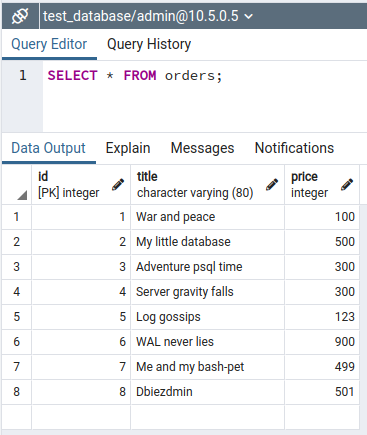 test_database/admin@10.5.0.5
Query Editor Query History
1 SELECT * FROM orders;
Data Output Explain Messages Notifications
id title price
[PK] integer character varying (80) integer
1 1 War and peace 100
2 2 My little database 500
3 3 Adventure psql time 300
4 4 Server gravity falls 300
5 5 Log gossips 123
6 6 WAL never lies 900
7 7 Me and my bash-pet 499
8 8 Dbiezdmin 501